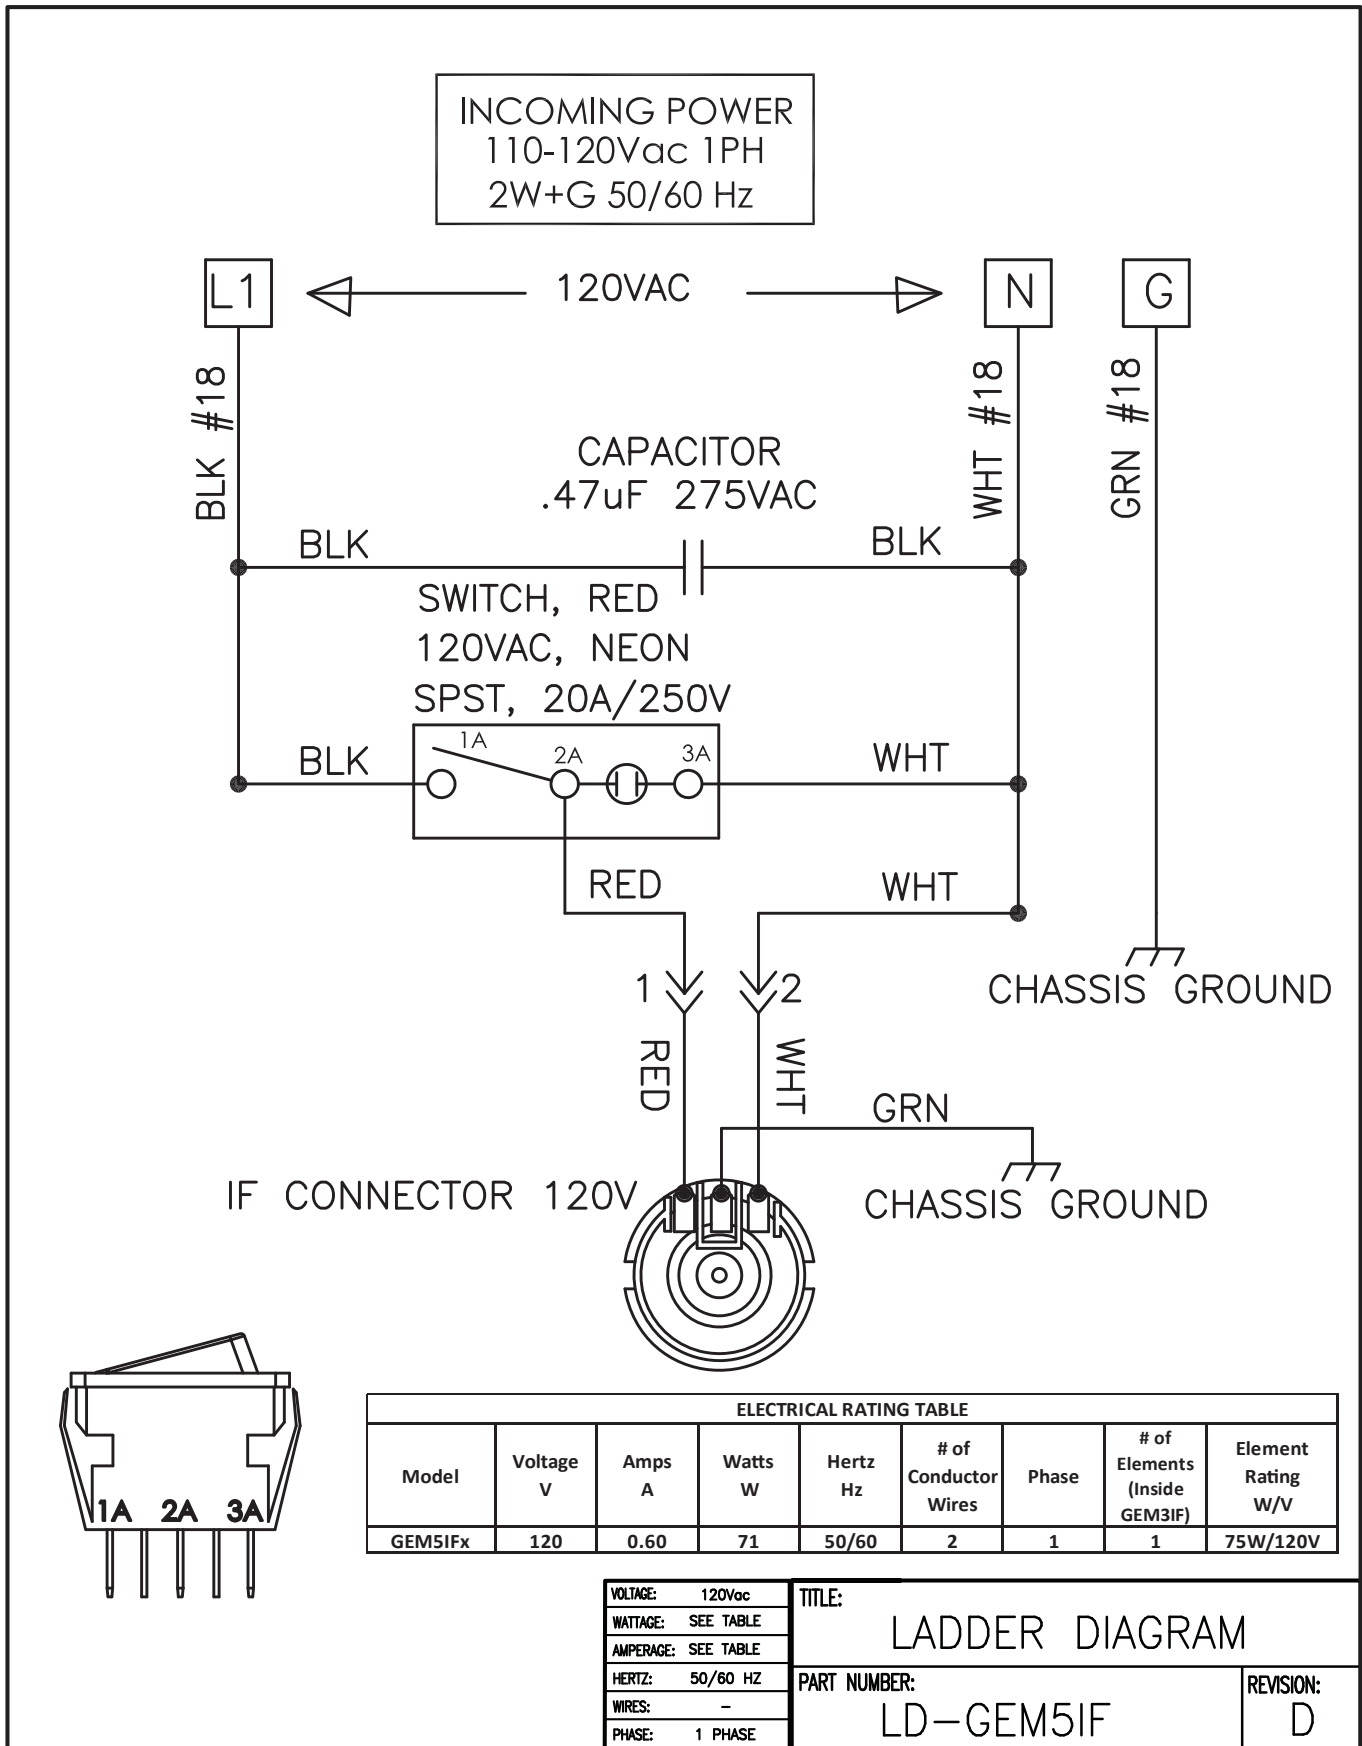 INCOMING POWER
110-120Vac 1PH
2W+G 50/60 Hz
L1
120VAC
N
G
BLK #18
WHT #18
GRN #18
CAPACITOR
.47uF 275VAC
BLK
BLK
SWITCH, RED
120VAC, NEON
SPST, 20A/250V
1A
2A
3A
BLK
WHT
RED
WHT
1
2
CHASSIS GROUND
RED
WHT
GRN
IF CONNECTOR 120V
CHASSIS GROUND
1A 2A 3A
ELECTRICAL RATING TABLE
Model
Voltage
V
Amps
A
Watts
W
Hertz
Hz
# of
Conductor
Wires
Phase
# of
Elements
(Inside
GEM3IF)
Element
Rating
W/V
GEM5IFx 120 0.60 71 50/60 2 1 1 75W/120V
VOLTAGE: 120Vac
WATTAGE: SEE TABLE
AMPERAGE: SEE TABLE
HERTZ: 50/60 HZ
WIRES: –
PHASE: 1 PHASE
TITLE:
LADDER DIAGRAM
PART NUMBER:
LD-GEM5IF
REVISION:
D